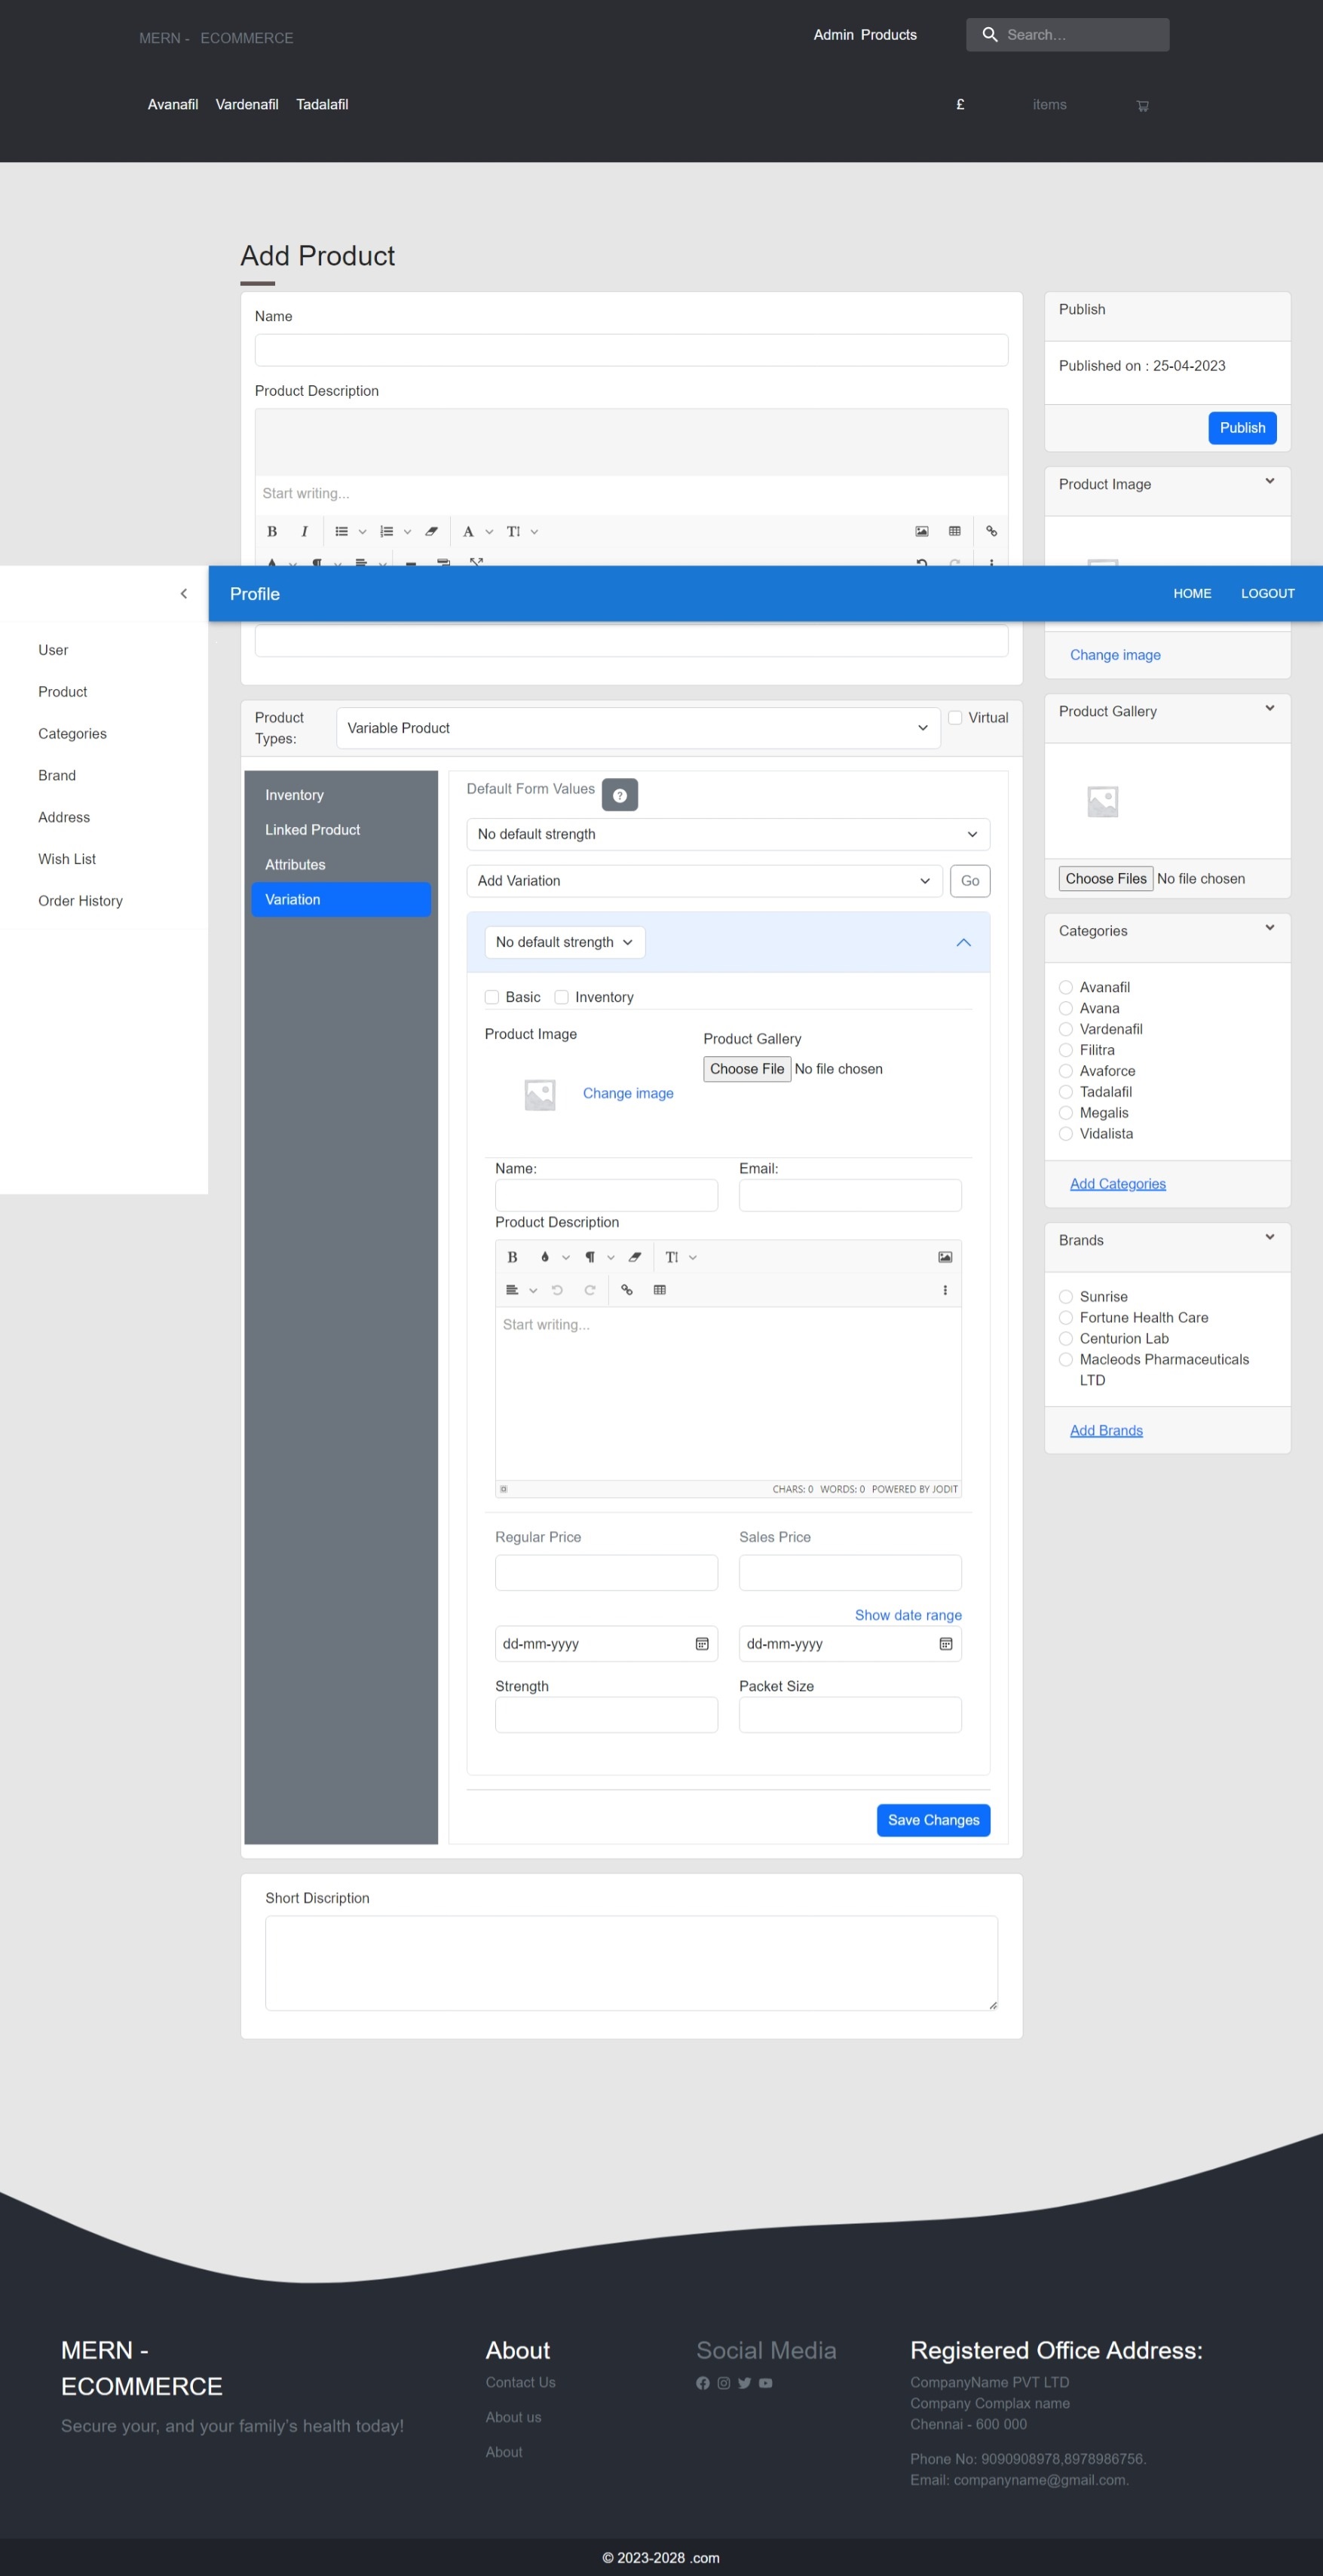 MERN - ECOMMERCE
Admin Products
Search...
Avanafil Vardenafil Tadalafil
£ items
Add Product
Name
Product Description
Start writing...
B I A T
Publish
Published on : 25-04-2023
Publish
Product Image
Profile
HOME LOGOUT
Change image
User
Product
Categories
Brand
Address
Wish List
Order History
Product
Types:
Variable Product
Virtual
Inventory
Linked Product
Attributes
Variation
Default Form Values ?
No default strength
Add Variation
Go
No default strength
Basic Inventory
Product Image
Change image
Product Gallery
Choose File No file chosen
Name:
Email:
Product Description
B ¶ T
Start writing...
CHARS: 0 WORDS: 0 POWERED BY JODIT
Regular Price
Sales Price
Show date range
dd-mm-yyyy
dd-mm-yyyy
Strength
Packet Size
Save Changes
Short Discription
Product Gallery
Choose Files No file chosen
Categories
Avanafil
Avana
Vardenafil
Filitra
Avaforce
Tadalafil
Megalis
Vidalista
Add Categories
Brands
Sunrise
Fortune Health Care
Centurion Lab
Macleods Pharmaceuticals
LTD
Add Brands
MERN -
ECOMMERCE
Secure your, and your family's health today!
About
Contact Us
About us
About
Social Media
Registered Office Address:
CompanyName PVT LTD
Company Complax name
Chennai - 600 000
Phone No: 9090908978,8978986756.
Email: companyname@gmail.com.
© 2023-2028 .com